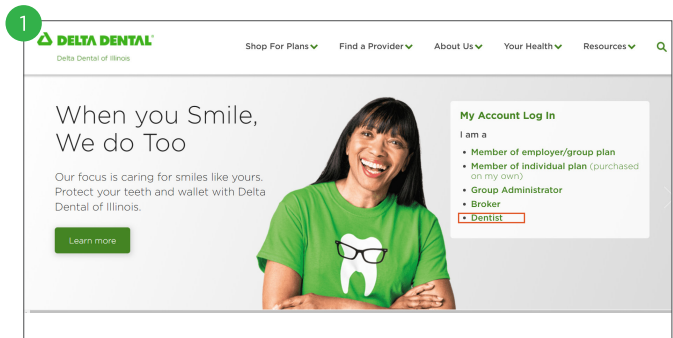 1
DELTA DENTAL®
Delta Dental of Illinois
Shop For Plans Find a Provider About Us Your Health Resources
When you Smile,
We do Too
Our focus is caring for smiles like yours.
Protect your teeth and wallet with Delta
Dental of Illinois.
Learn more
My Account Log In
I am a
• Member of employer/group plan
• Member of individual plan (purchased
on my own)
• Group Administrator
• Broker
• Dentist